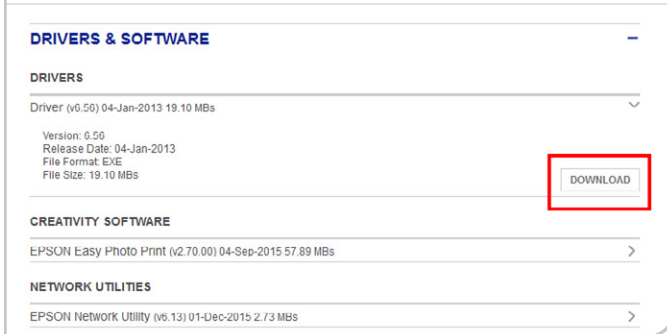 DRIVERS & SOFTWARE
DRIVERS
Driver (v6.56) 04-Jan-2013 19.10 MBs
Version: 6.56
Release Date: 04-Jan-2013
File Format: EXE
File Size: 19.10 MBs
DOWNLOAD
CREATIVITY SOFTWARE
EPSON Easy Photo Print (v2.70.00) 04-Sep-2015 57.89 MBs
NETWORK UTILITIES
EPSON Network Utility (v6.13) 01-Dec-2015 2.73 MBs